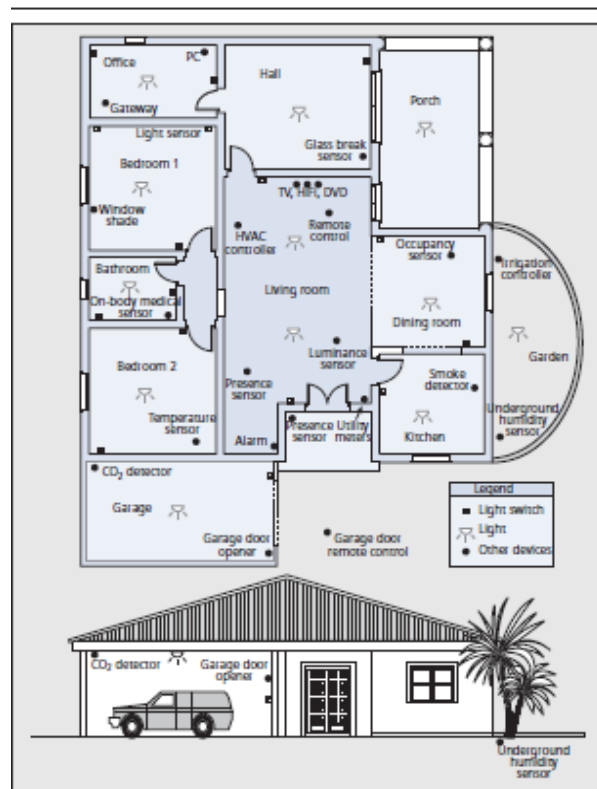 Office
PC
Gateway
Hall
Glass break
sensor
Porch
Light sensor
Bedroom 1
Window
shade
TV, HIFI, DVD
HVAC
controller
Remote
control
Bathroom
On-body medical
sensor
Living room
Occupancy
sensor
Dining room
Irrigation
controller
Garden
Bedroom 2
Temperature
sensor
Luminance
sensor
Presence
sensor
Alarm
Presence
sensor
Utility
meters
Smoke
detector
Kitchen
Underground
humidity
sensor
CO2 detector
Garage
Garage door
opener
Garage door
remote control
Legend
Light switch
Light
Other devices
CO2 detector
Garage door
opener
Underground
humidity
sensor